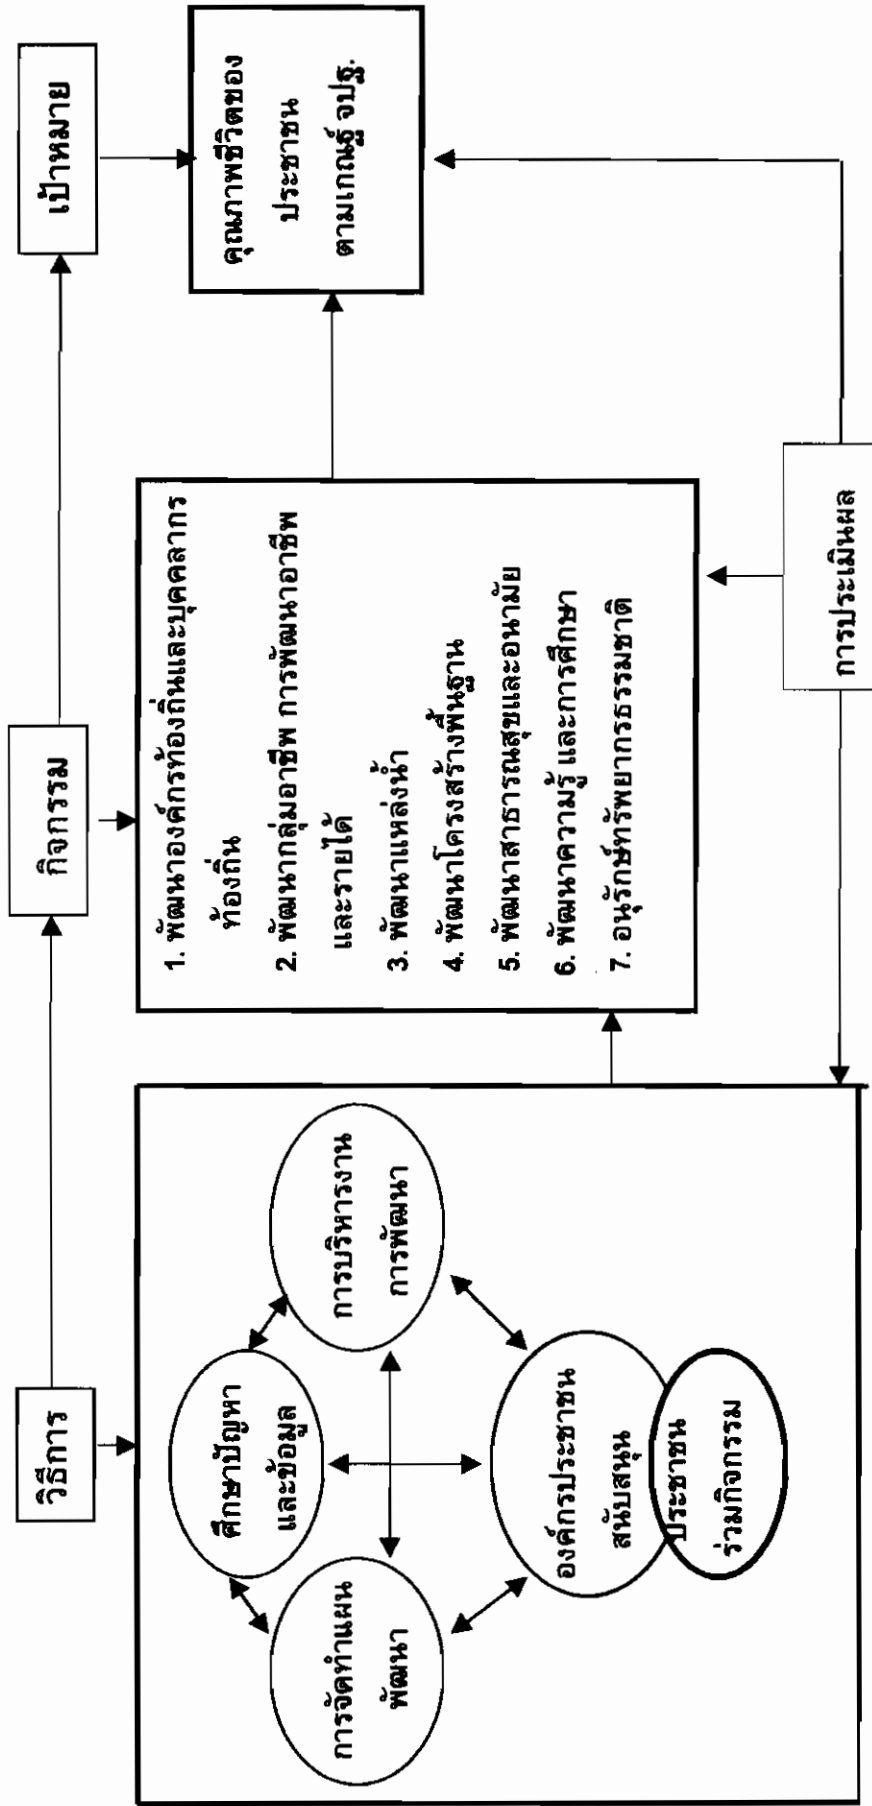 วิธีการ
กิจกรรม
เป้าหมาย
ศึกษาปัญหา
และข้อมูล
การจัดทำแผน
พัฒนา
การบริหารงาน
การพัฒนา
องค์กรประชาชน
สนับสนุน
ประชาชน
ร่วมกิจกรรม
1. พัฒนาองค์กรท้องถิ่นและบุคคลากร
ท้องถิ่น
2. พัฒนากลุ่มอาชีพ การพัฒนาอาชีพ
และรายได้
3. พัฒนาแหล่งน้ำ
4. พัฒนาโครงสร้างพื้นฐาน
5. พัฒนาสาธารณสุขและอนามัย
6. พัฒนาความรู้ และการศึกษา
7. อนุรักษ์ทรัพยากรธรรมชาติ
คุณภาพชีวิตของ
ประชาชน
ตามเกณฐ์ จปฐ.
การประเมินผล